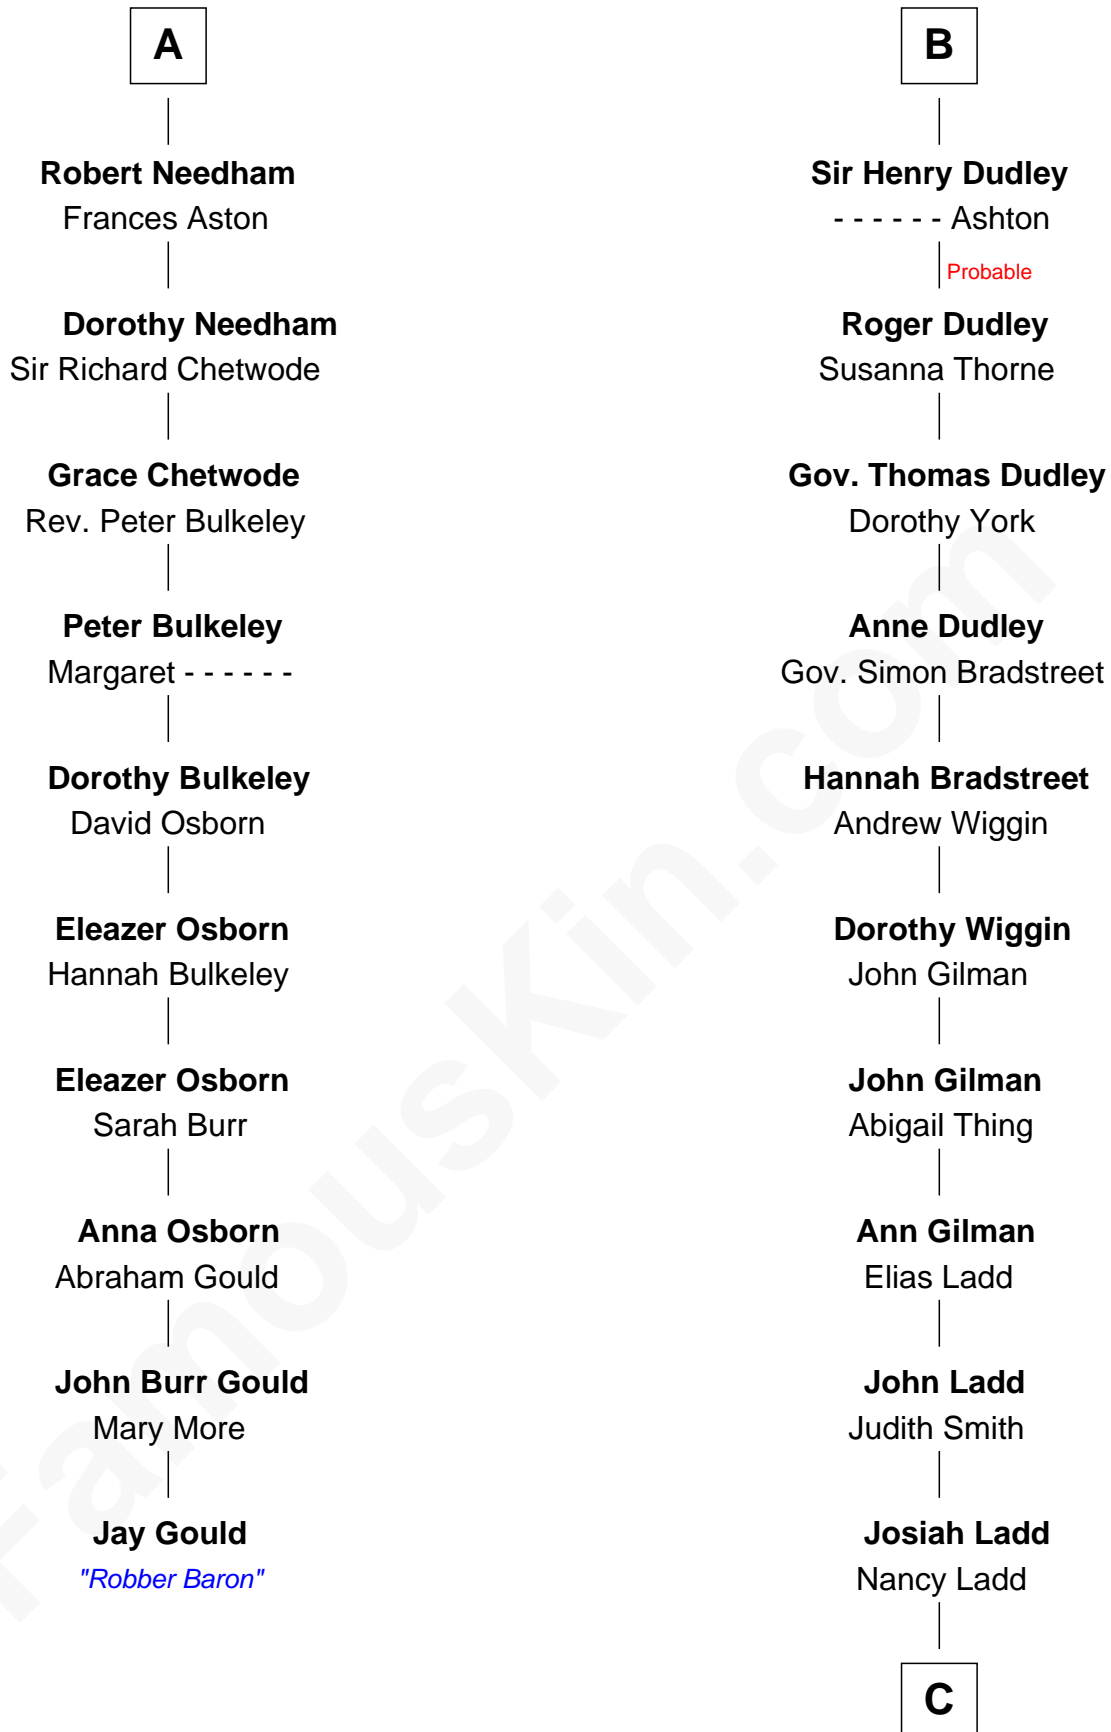 A
Robert Needham
Frances Aston
Dorothy Needham
Sir Richard Chetwode
Grace Chetwode
Rev. Peter Bulkeley
Peter Bulkeley
Margaret - - - - - -
Dorothy Bulkeley
David Osborn
Eleazer Osborn
Hannah Bulkeley
Eleazer Osborn
Sarah Burr
Anna Osborn
Abraham Gould
John Burr Gould
Mary More
Jay Gould
"Robber Baron"
B
Sir Henry Dudley
- - - - - - Ashton
Probable
Roger Dudley
Susanna Thorne
Gov. Thomas Dudley
Dorothy York
Anne Dudley
Gov. Simon Bradstreet
Hannah Bradstreet
Andrew Wiggin
Dorothy Wiggin
John Gilman
John Gilman
Abigail Thing
Ann Gilman
Elias Ladd
John Ladd
Judith Smith
Josiah Ladd
Nancy Ladd
C
FamousKin.com